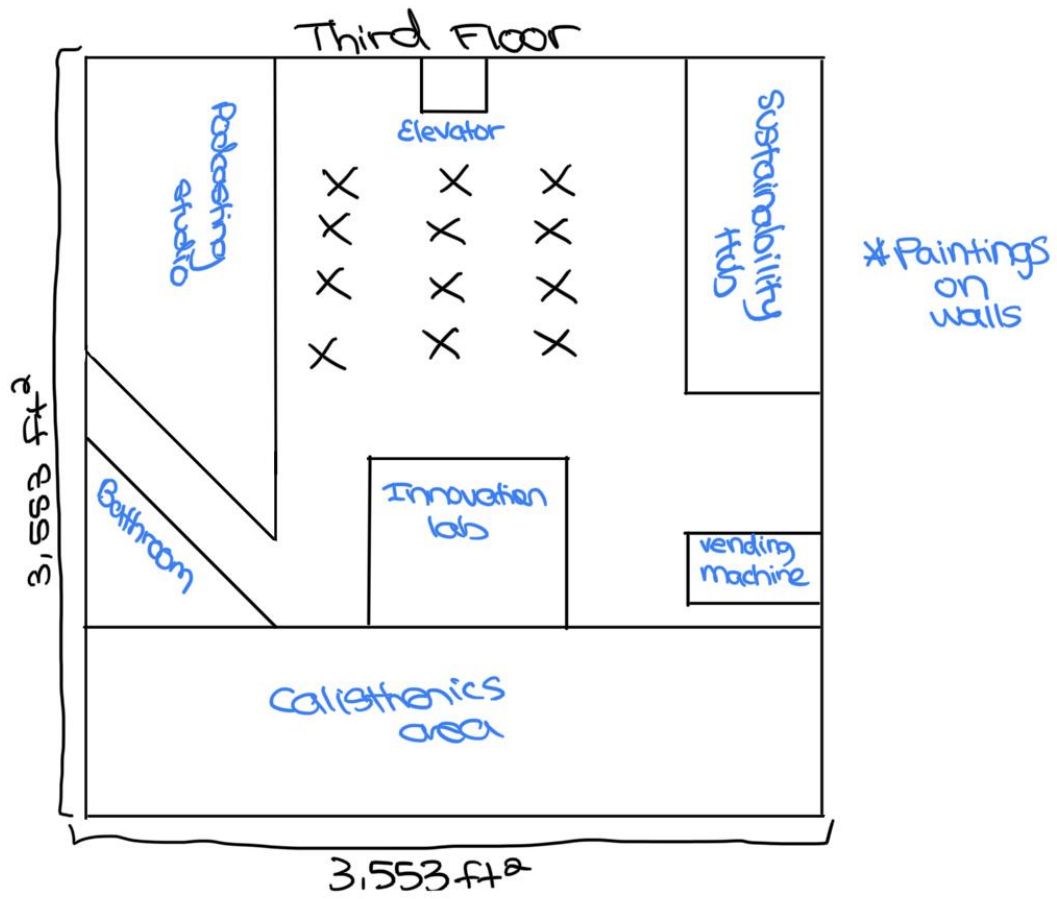 Third Floor
Elevator
Podcasting
studio
Sustainability
Hub
X X X
X X X
X X X
X X X
* Paintings
on
walls
3,553 ft²
Bathroom
Innovation
lab
vending
machine
Calisthenics
area
3,553 ft²